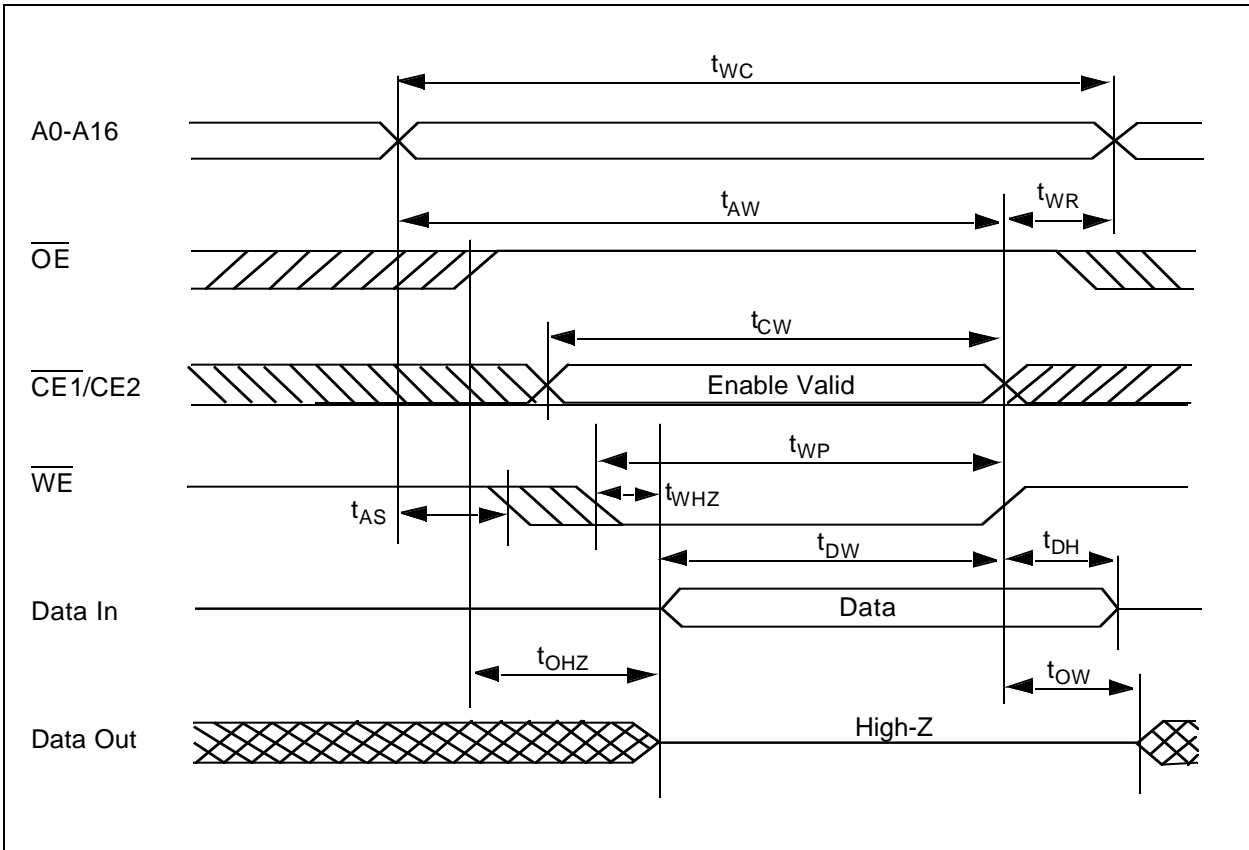 tWC
A0-A16
tAW
tWR
OE
tCW
CE1/CE2
Enable Valid
tWP
WE
tWHZ
tAS
tDW
tDH
Data In
Data
tOHZ
tOW
Data Out
High-Z